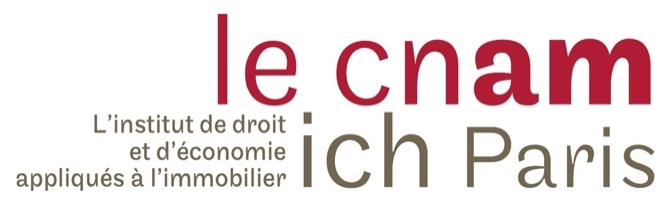 le cnam
L'institut de droit
et d'économie
appliqués à l'immobilier
ich Paris